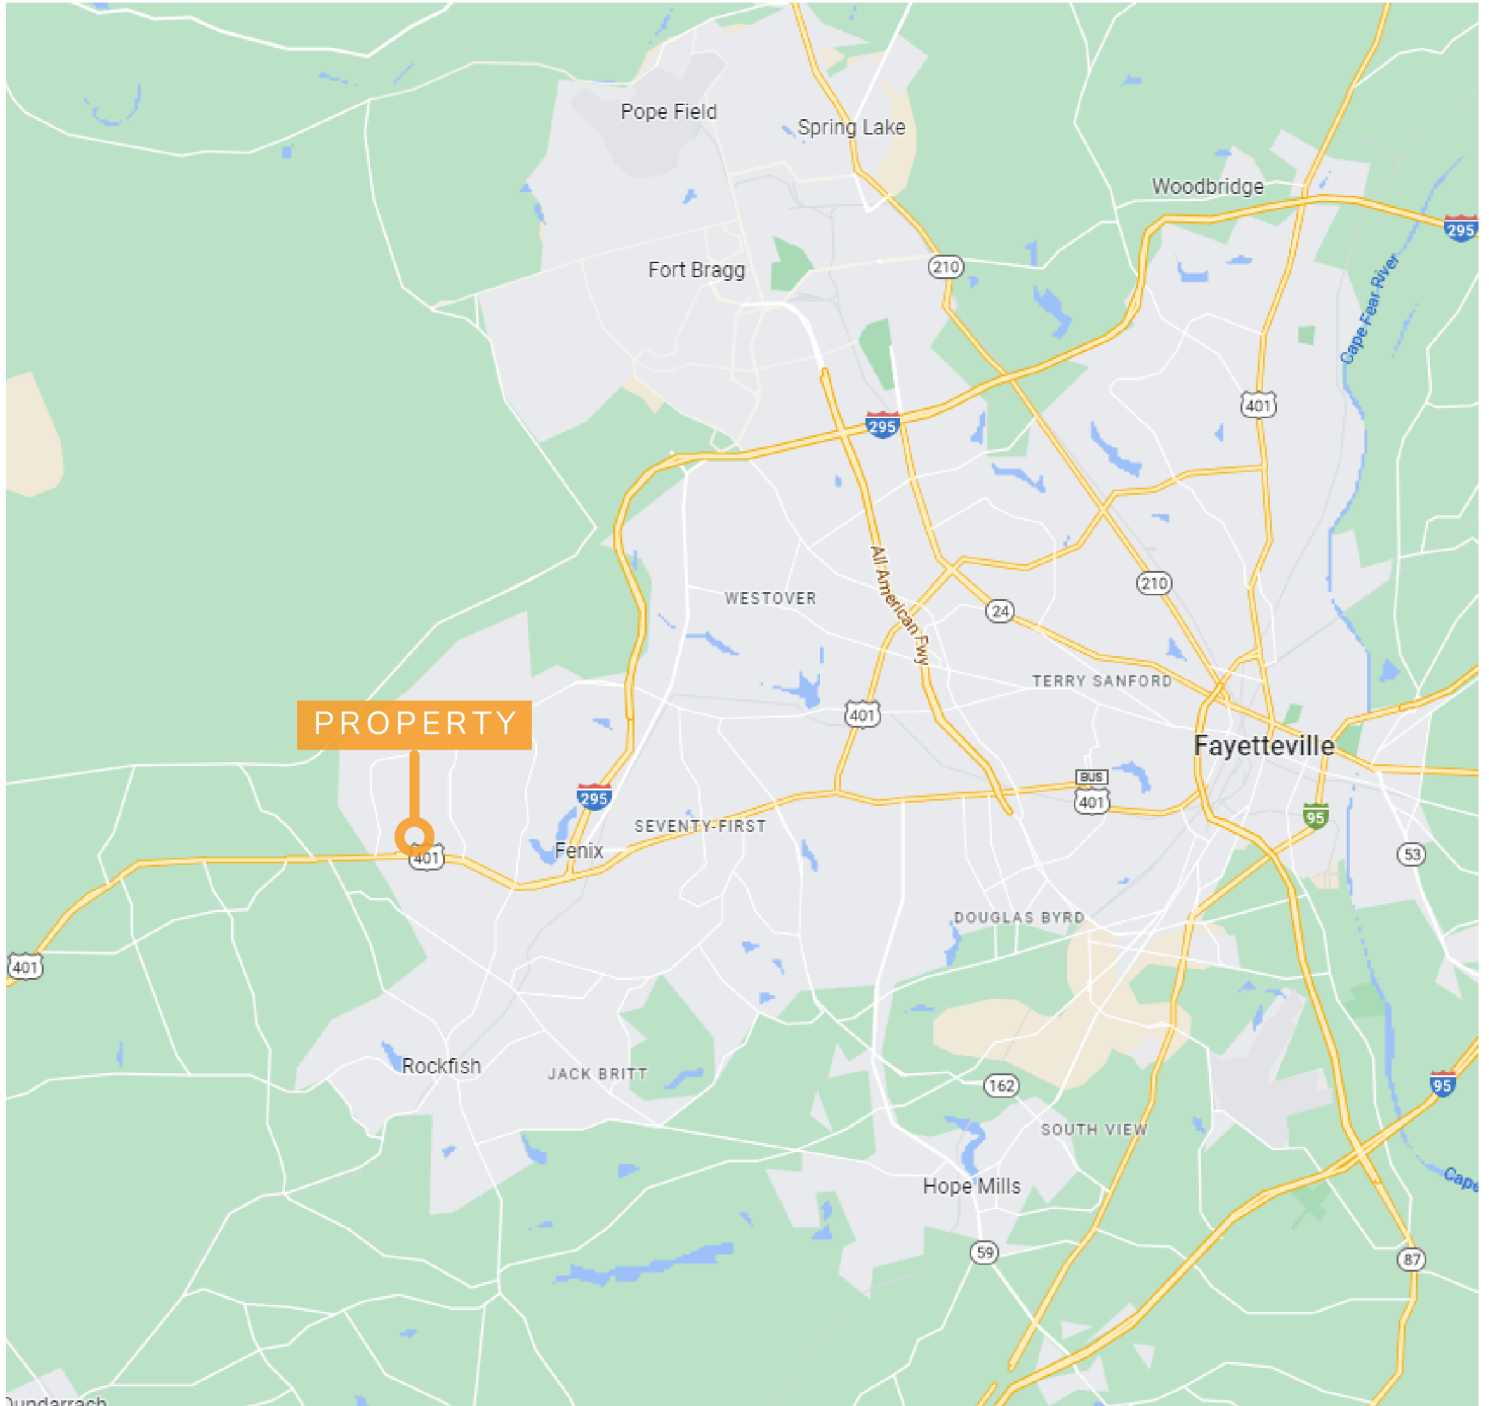 Pope Field
Spring Lake
Woodbridge
295
Fort Bragg
210
Cape Fear River
401
295
All American Fwy
WESTOVER
210
24
TERRY SANFORD
PROPERTY
401
Fayetteville
BUS
401
295
95
SEVENTY-FIRST
Fenix
401
53
DOUGLAS BYRD
401
Rockfish
JACK BRITT
162
95
SOUTH VIEW
Cape
Hope Mills
59
87
Dundarrach